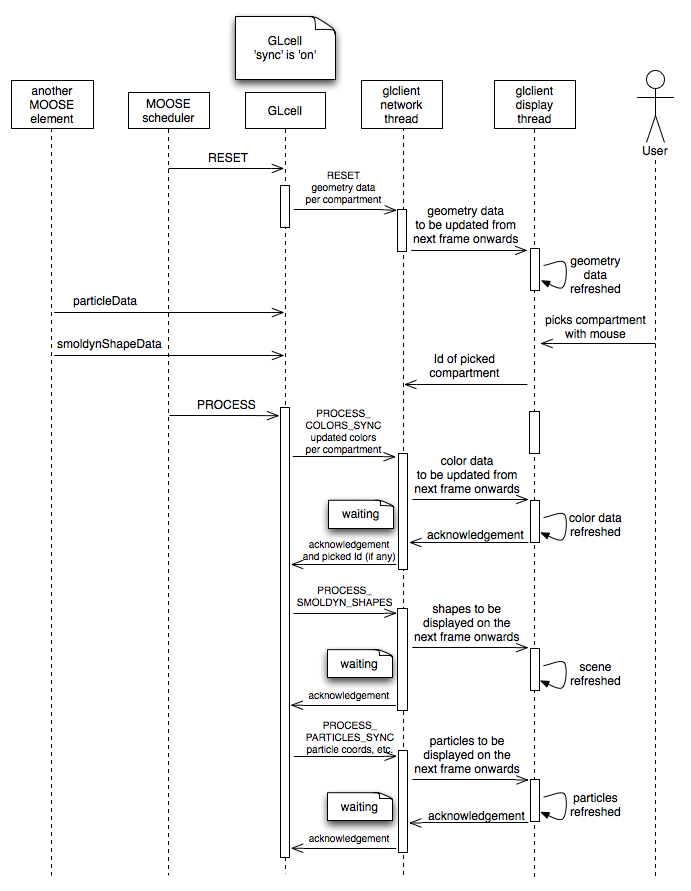 GLcell
'sync' is 'on'
another
MOOSE
element
MOOSE
scheduler
GLcell
glclient
network
thread
glclient
display
thread
User
RESET
RESET
geometry data
per compartment
geometry data
to be updated from
next frame onwards
geometry
data
refreshed
particleData
picks compartment
with mouse
smoldynShapeData
Id of picked
compartment
PROCESS
PROCESS_
COLORS_SYNC
updated colors
per compartment
color data
to be updated from
next frame onwards
waiting
color data
refreshed
acknowledgement
acknowledgement
and picked Id (if any)
PROCESS_
SMOLDYN_SHAPES
shapes to be
displayed on the
next frame onwards
waiting
scene
refreshed
acknowledgement
PROCESS_
PARTICLES_SYNC
particle coords, etc.
particles to be
displayed on the
next frame onwards
waiting
particles
refreshed
acknowledgement
acknowledgement